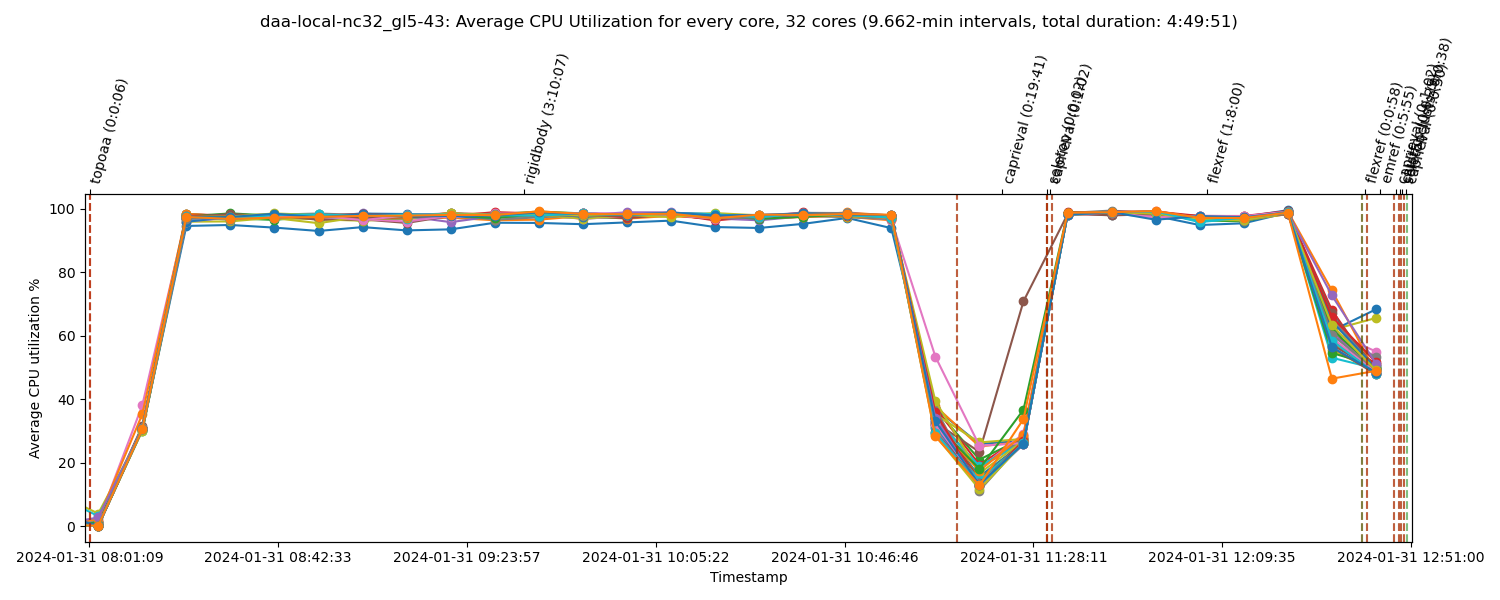 daa-local-nc32_gl5-43: Average CPU Utilization for every core, 32 cores (9.662-min intervals, total duration: 4:49:51)
topoaa (0:0:06)
rigidbody (3:10:07)
caprieval (0:19:41)
caprieval (0:1:02)
flexref (1:8:00)
flexref (0:0:58)
emref (0:5:55)
Average CPU utilization %
100
80
60
40
20
0
2024-01-31 08:01:09
2024-01-31 08:42:33
2024-01-31 09:23:57
2024-01-31 10:05:22
2024-01-31 10:46:46
2024-01-31 11:28:11
2024-01-31 12:09:35
2024-01-31 12:51:00
Timestamp